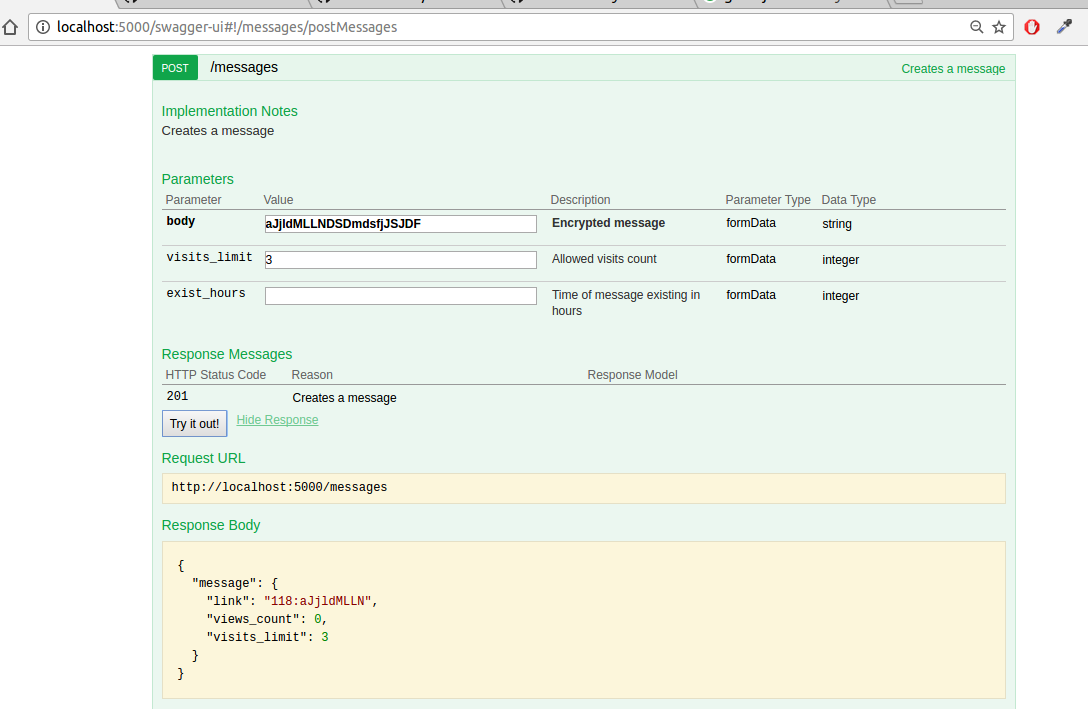 localhost:5000/swagger-ui#!/messages/postMessages
POST /messages Creates a message
Implementation Notes
Creates a message
Parameters
Parameter Value Description Parameter Type Data Type
body aJjldMLLNDSDmdsfjJSJDF Encrypted message formData string
visits_limit 3 Allowed visits count formData integer
exist_hours Time of message existing in formData integer
hours
Response Messages
HTTP Status Code Reason Response Model
201 Creates a message
Try it out! Hide Response
Request URL
http://localhost:5000/messages
Response Body
{
"message": {
"link": "118:aJjldMLLN",
"views_count": 0,
"visits_limit": 3
}
}